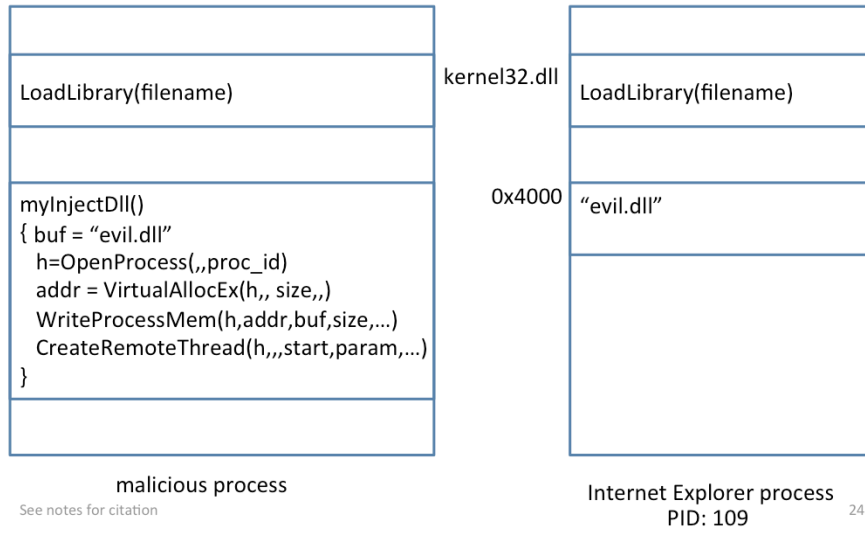 LoadLibrary(filename)
kernel32.dll
LoadLibrary(filename)
myInjectDll()
{ buf = “evil.dll”
h=OpenProcess(,,proc_id)
addr = VirtualAllocEx(h,, size,,)
WriteProcessMem(h,addr,buf,size,...)
CreateRemoteThread(h,,,start,param,...)
}
0x4000
“evil.dll”
malicious process
Internet Explorer process
PID: 109
See notes for citation
24